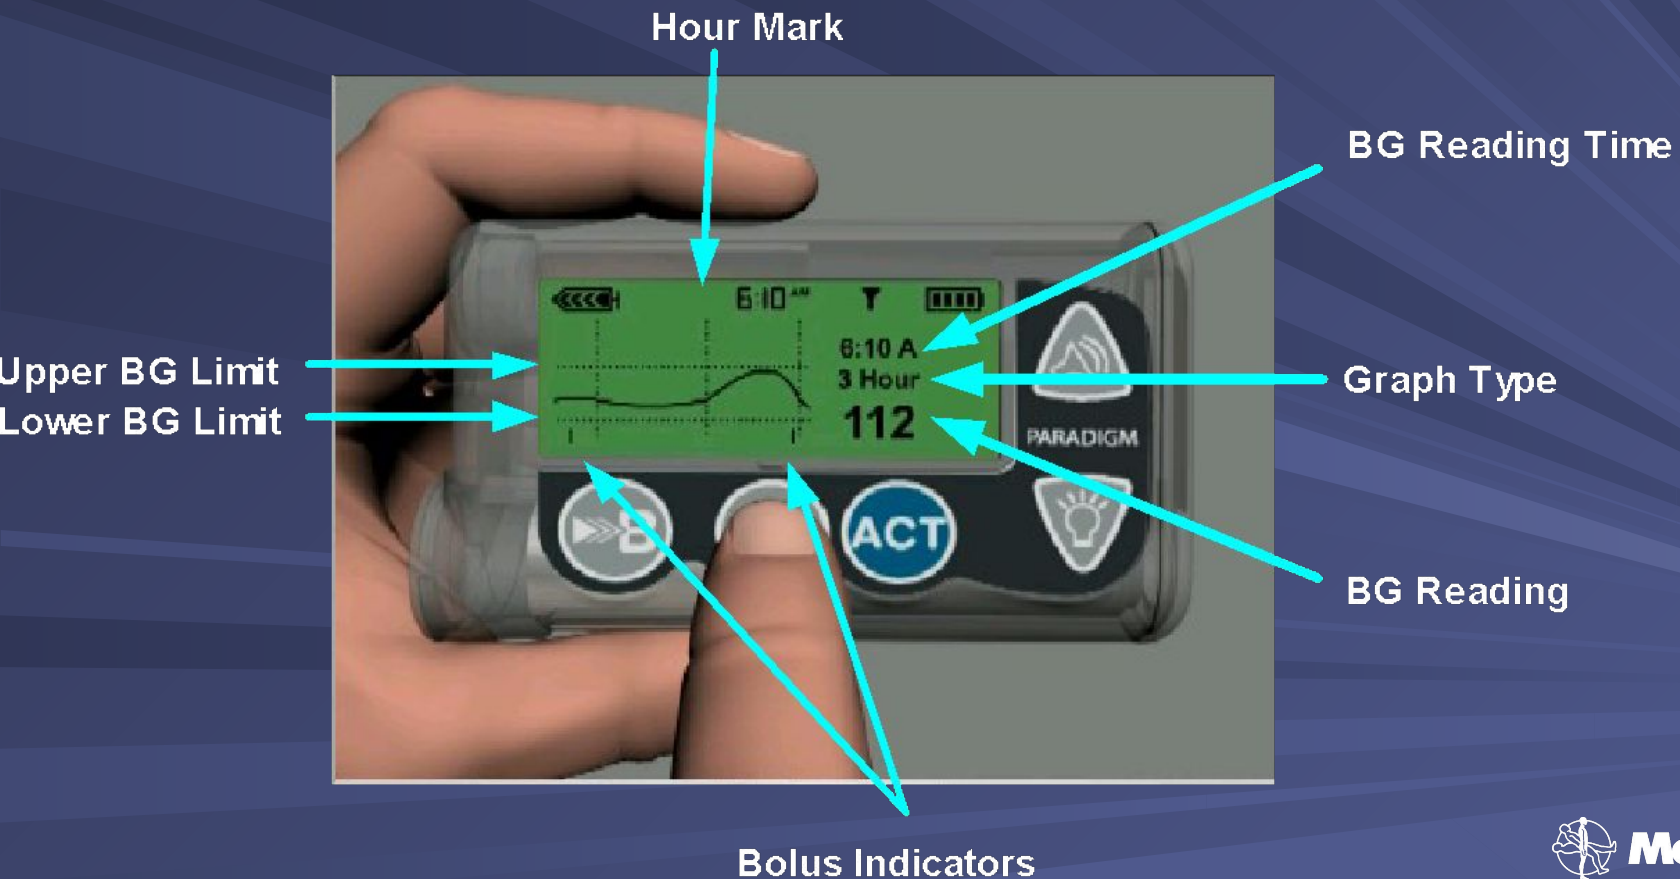 Hour Mark
BG Reading Time
6:10 AM
6:10 A
3 Hour
112
Upper BG Limit
Lower BG Limit
Graph Type
PARADIGM
B
ACT
BG Reading
Bolus Indicators